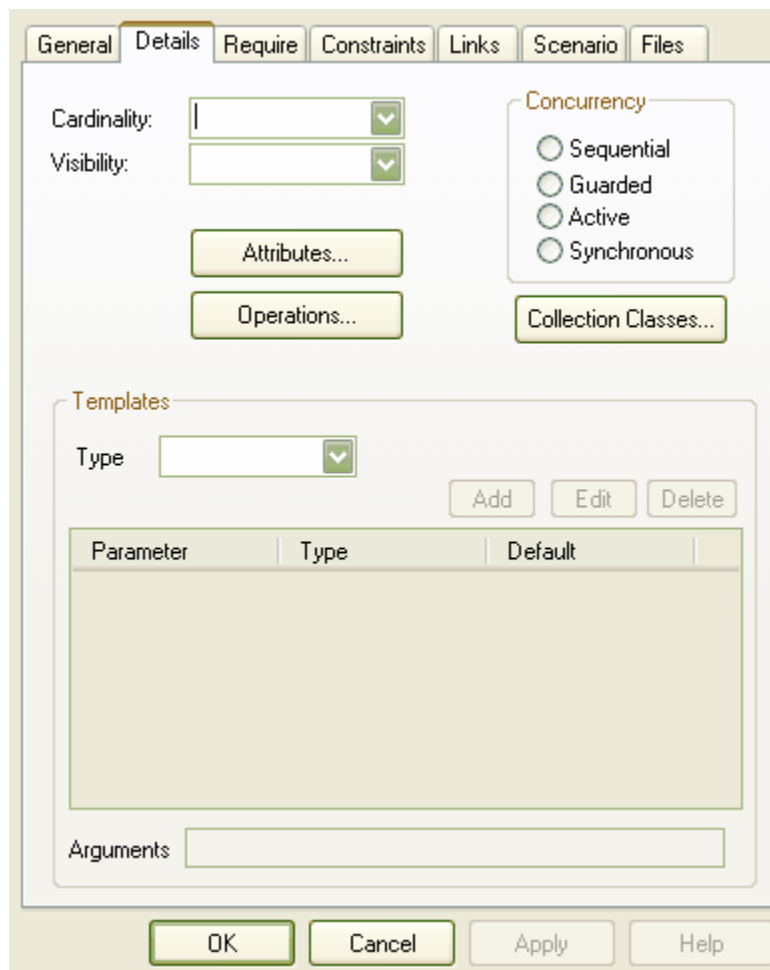 General Details Require Constraints Links Scenario Files
Cardinality:
Visibility:
Concurrency
Sequential
Guarded
Active
Synchronous
Attributes...
Operations...
Collection Classes...
Templates
Type
Add Edit Delete
Parameter Type Default
Arguments
OK Cancel Apply Help